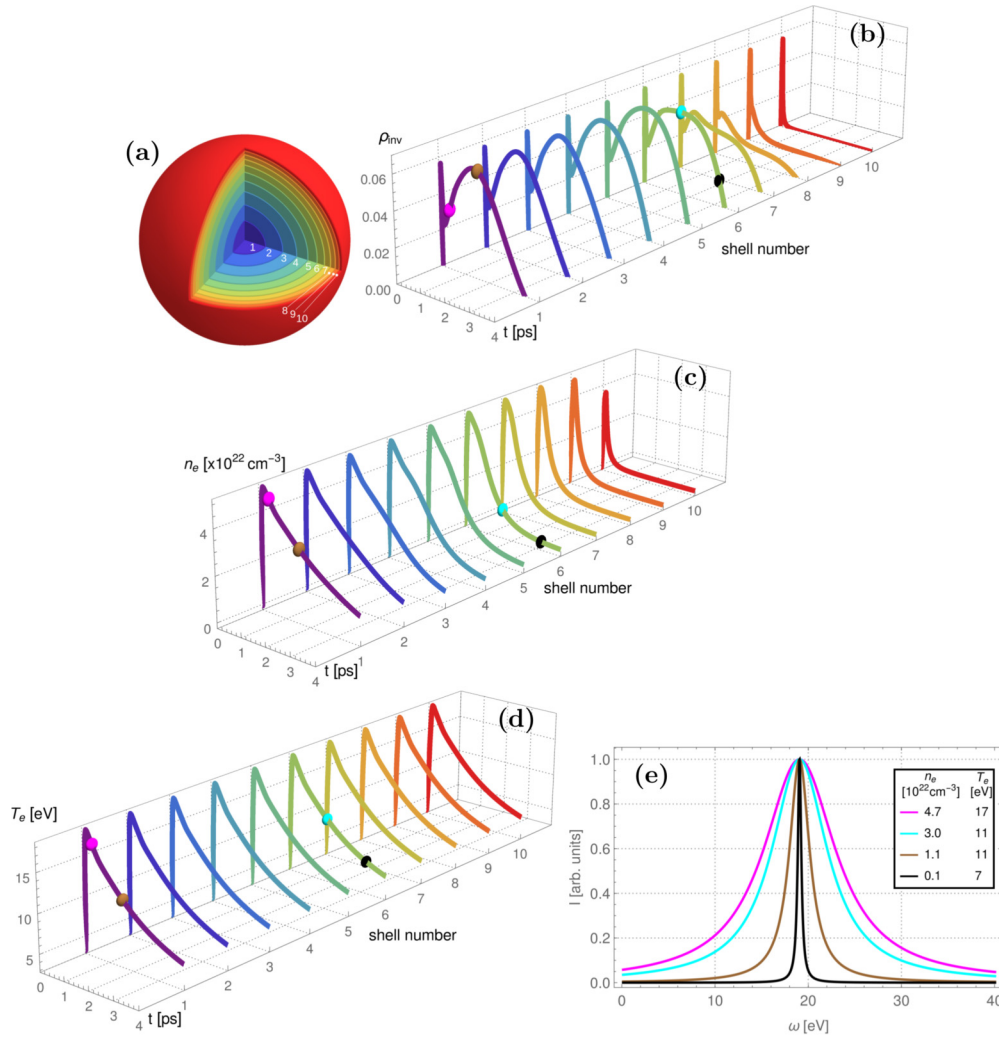 (a)
1 2 3 4 5 6 7
8 9 10
(b)
ρinv
0.06
0.04
0.02
0.00
0 1 2 3 4
t [ps]
1 2 3 4 5 6 7 8 9 10
shell number
(c)
ne [x10²² cm⁻³]
4
2
0
0 1 2 3 4
t [ps]
1 2 3 4 5 6 7 8 9 10
shell number
(d)
Te [eV]
15
10
5
0 1 2 3 4
t [ps]
1 2 3 4 5 6 7 8 9 10
shell number
(e)
I [arb. units]
1.0
0.8
0.6
0.4
0.2
0.0
0 10 20 30 40
ω [eV]
ne Te
[10²²cm⁻³] [eV]
4.7 17
3.0 11
1.1 11
0.1 7